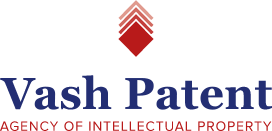 Vash Patent
AGENCY OF INTELLECTUAL PROPERTY